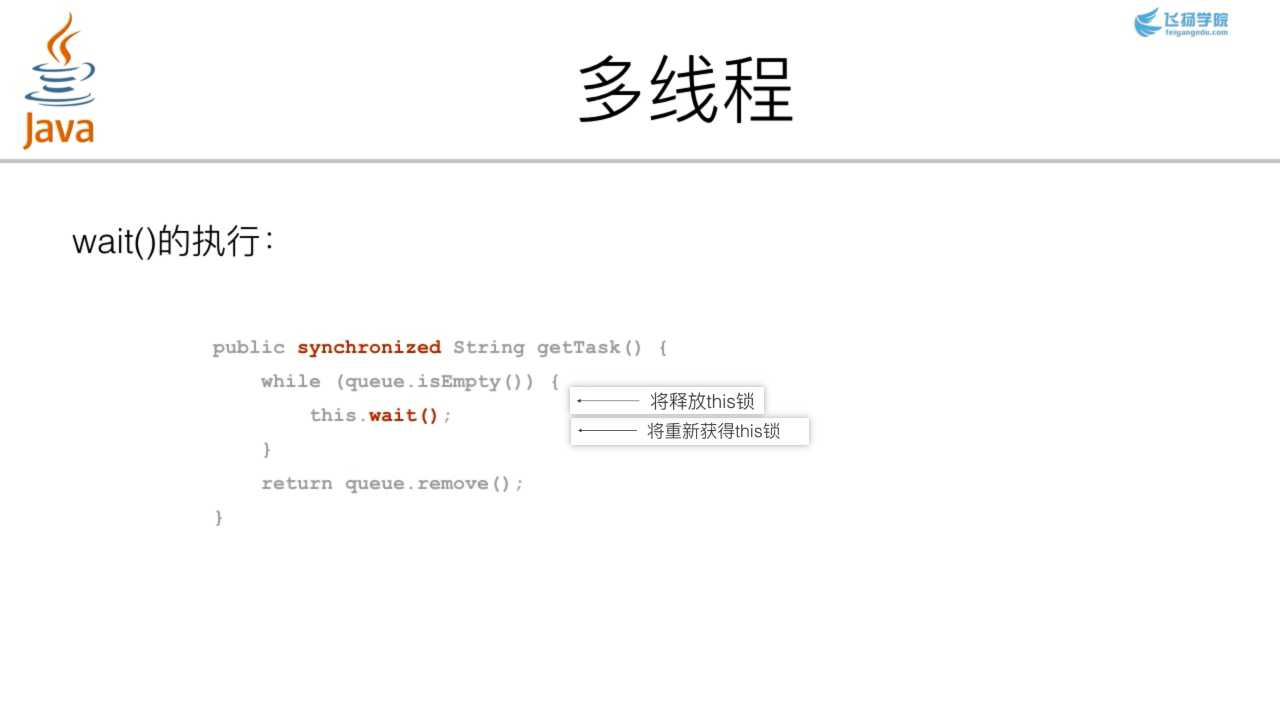 Java
飞扬学院
feiyangedu.com
多线程
wait()的执行：
public synchronized String getTask() {
while (queue.isEmpty()) {
将释放this锁
this.wait();
将重新获得this锁
}
return queue.remove();
}